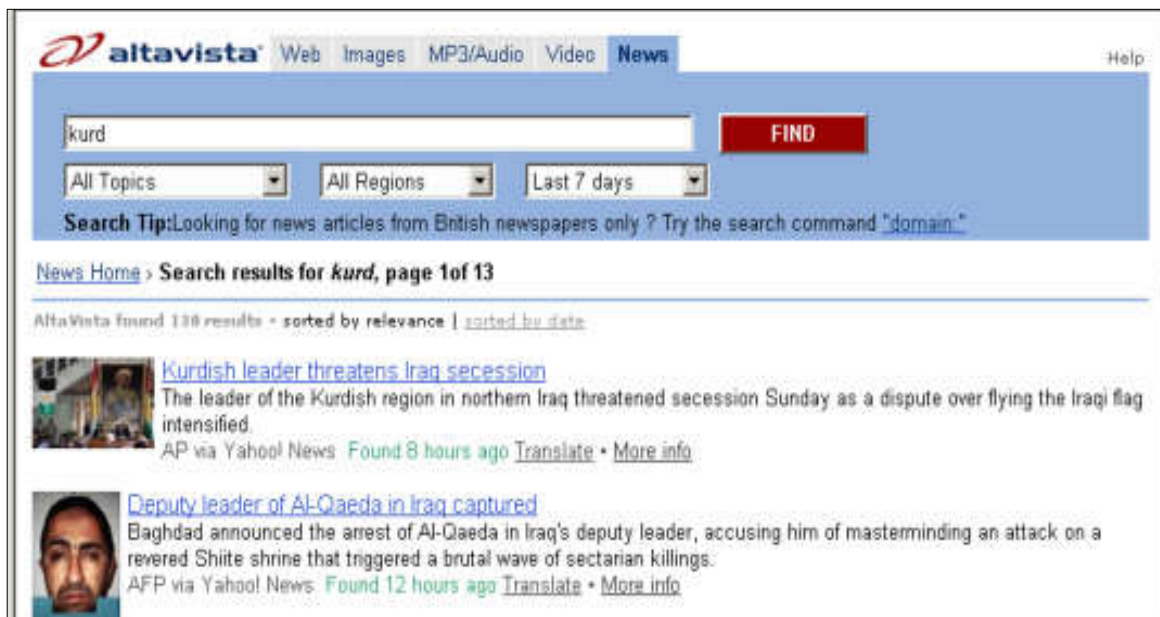 altavista Web Images MP3/Audio Video News Help
kurd FIND
All Topics All Regions Last 7 days
Search Tip:Looking for news articles from British newspapers only ? Try the search command "domain:"
News Home › Search results for kurd, page 1of 13
AltaVista found 130 results • sorted by relevance | sorted by date
Kurdish leader threatens Iraq secession
The leader of the Kurdish region in northern Iraq threatened secession Sunday as a dispute over flying the Iraqi flag
intensified.
AP via Yahoo! News Found 8 hours ago Translate • More info
Deputy leader of Al-Qaeda in Iraq captured
Baghdad announced the arrest of Al-Qaeda in Iraq's deputy leader, accusing him of masterminding an attack on a
revered Shiite shrine that triggered a brutal wave of sectarian killings.
AFP via Yahoo! News Found 12 hours ago Translate • More info